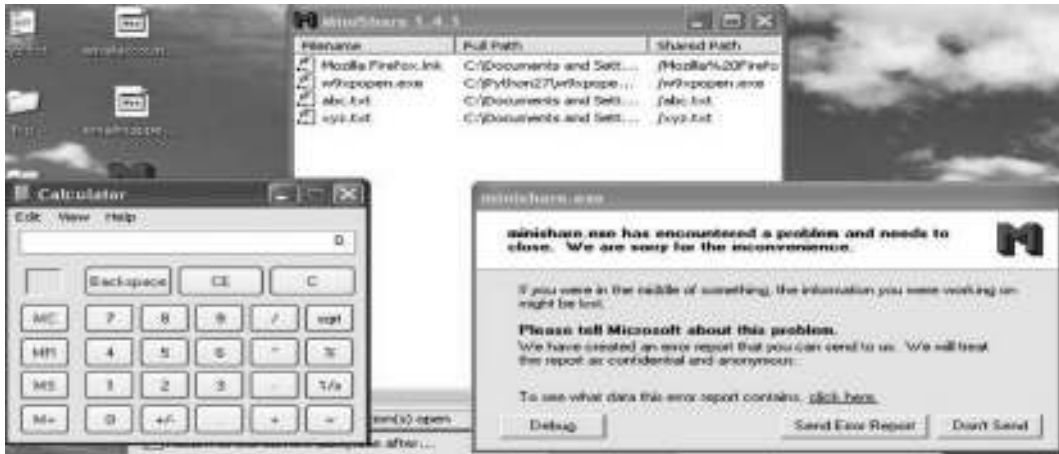 MiniShare 1.4.1
Filename Full Path Shared Path
Mozilla Firefox.lnk C:\Documents and Sett... /Mozilla%20Firefo
w9xpopen.exe C:\Python27\w9xpope... /w9xpopen.exe
abc.txt C:\Documents and Sett... /abc.txt
xyz.txt C:\Documents and Sett... /xyz.txt
Calculator
Edit View Help
0.
Backspace CE C
MC 7 8 9 / sqrt
MR 4 5 6 * %
MS 1 2 3 - 1/x
M+ 0 +/- . + =
open
after...
minishare.exe
minishare.exe has encountered a problem and needs to
close. We are sorry for the inconvenience.
If you were in the middle of something, the information you were working on
might be lost.
Please tell Microsoft about this problem.
We have created an error report that you can send to us. We will treat
this report as confidential and anonymous.
To see what data this error report contains, click here.
Debug Send Error Report Don't Send